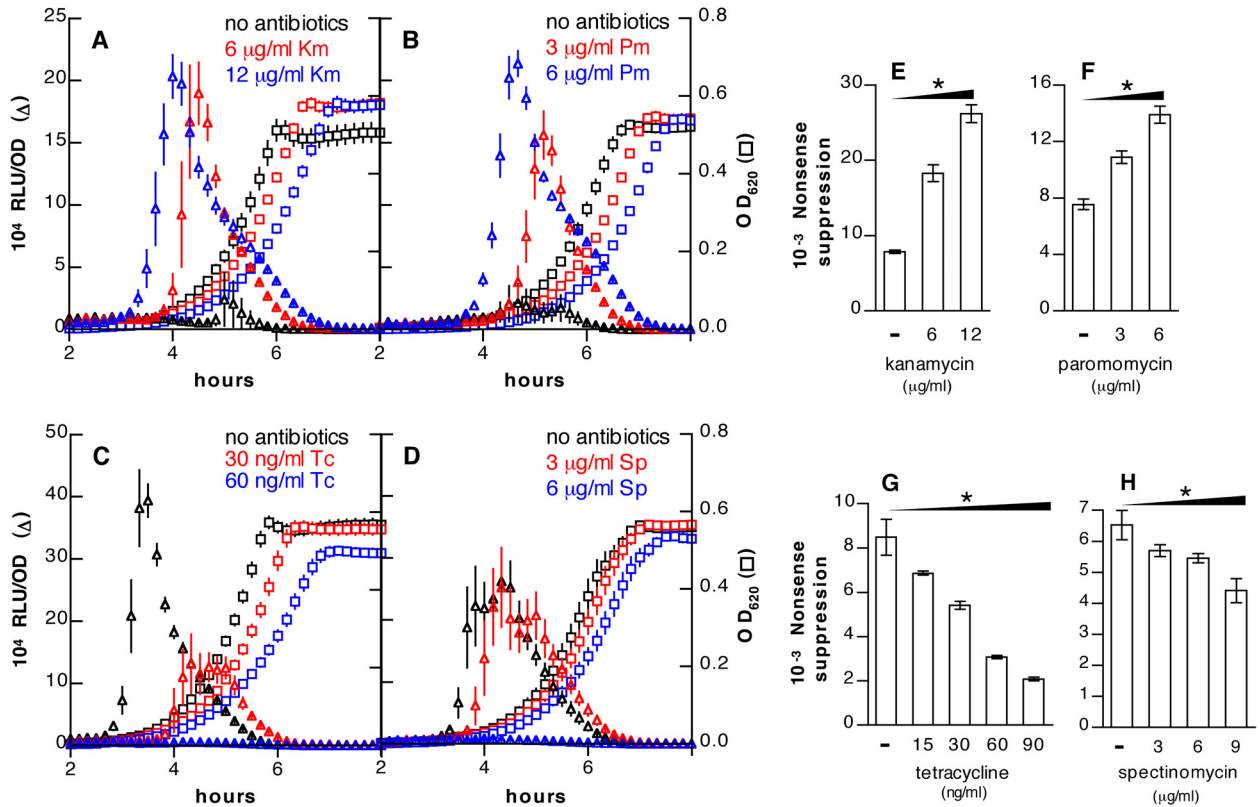 A
no antibiotics
6 µg/ml Km
12 µg/ml Km
B
no antibiotics
3 µg/ml Pm
6 µg/ml Pm
10⁴ RLU/OD (Δ)
25
20
15
10
5
0
2
4
6
2
4
6
hours
hours
0.8
0.6
0.4
0.2
0.0
O D₆₂₀ (□)
E
*
10⁻³ Nonsense suppression
30
20
10
0
-
6
12
kanamycin
(µg/ml)
F
*
16
12
8
4
0
-
3
6
paromomycin
(µg/ml)
C
no antibiotics
30 ng/ml Tc
60 ng/ml Tc
D
no antibiotics
3 µg/ml Sp
6 µg/ml Sp
10⁴ RLU/OD (Δ)
50
40
30
20
10
0
2
4
6
2
4
6
hours
hours
0.8
0.6
0.4
0.2
0.0
O D₆₂₀ (□)
G
*
10⁻³ Nonsense suppression
10
8
6
4
2
0
-
15
30
60
90
tetracycline
(ng/ml)
H
*
7
6
5
4
3
2
1
0
-
3
6
9
spectinomycin
(µg/ml)